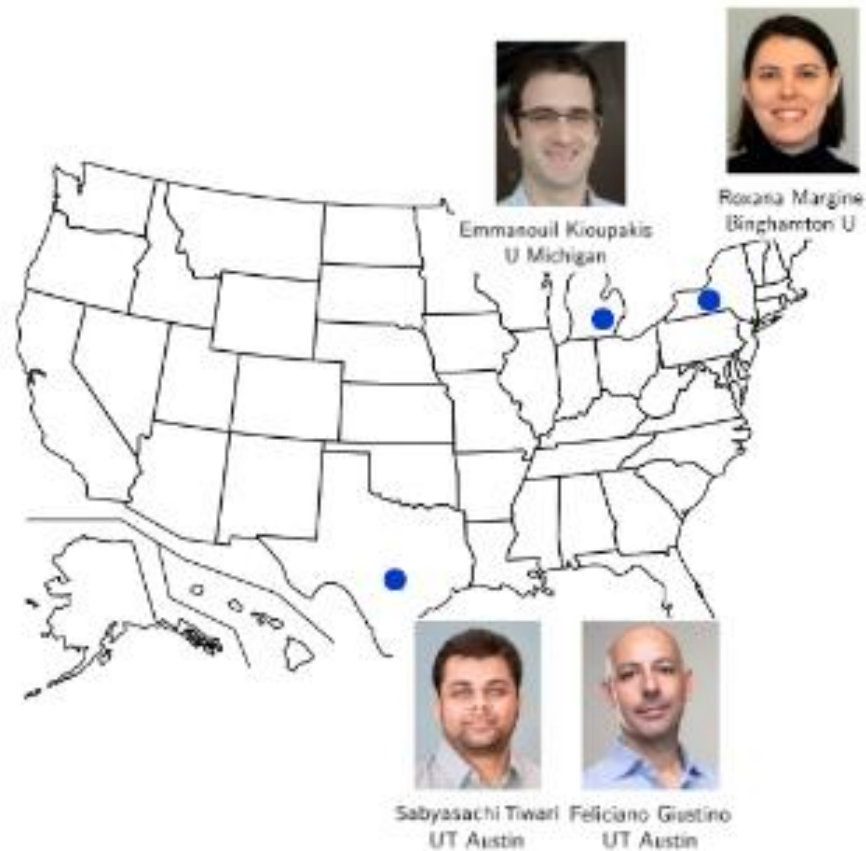 Emmanouil Kioupakis
U Michigan
Roxana Margine
Binghamton U
Sabyasachi Tiwari
UT Austin
Feliciano Giustino
UT Austin